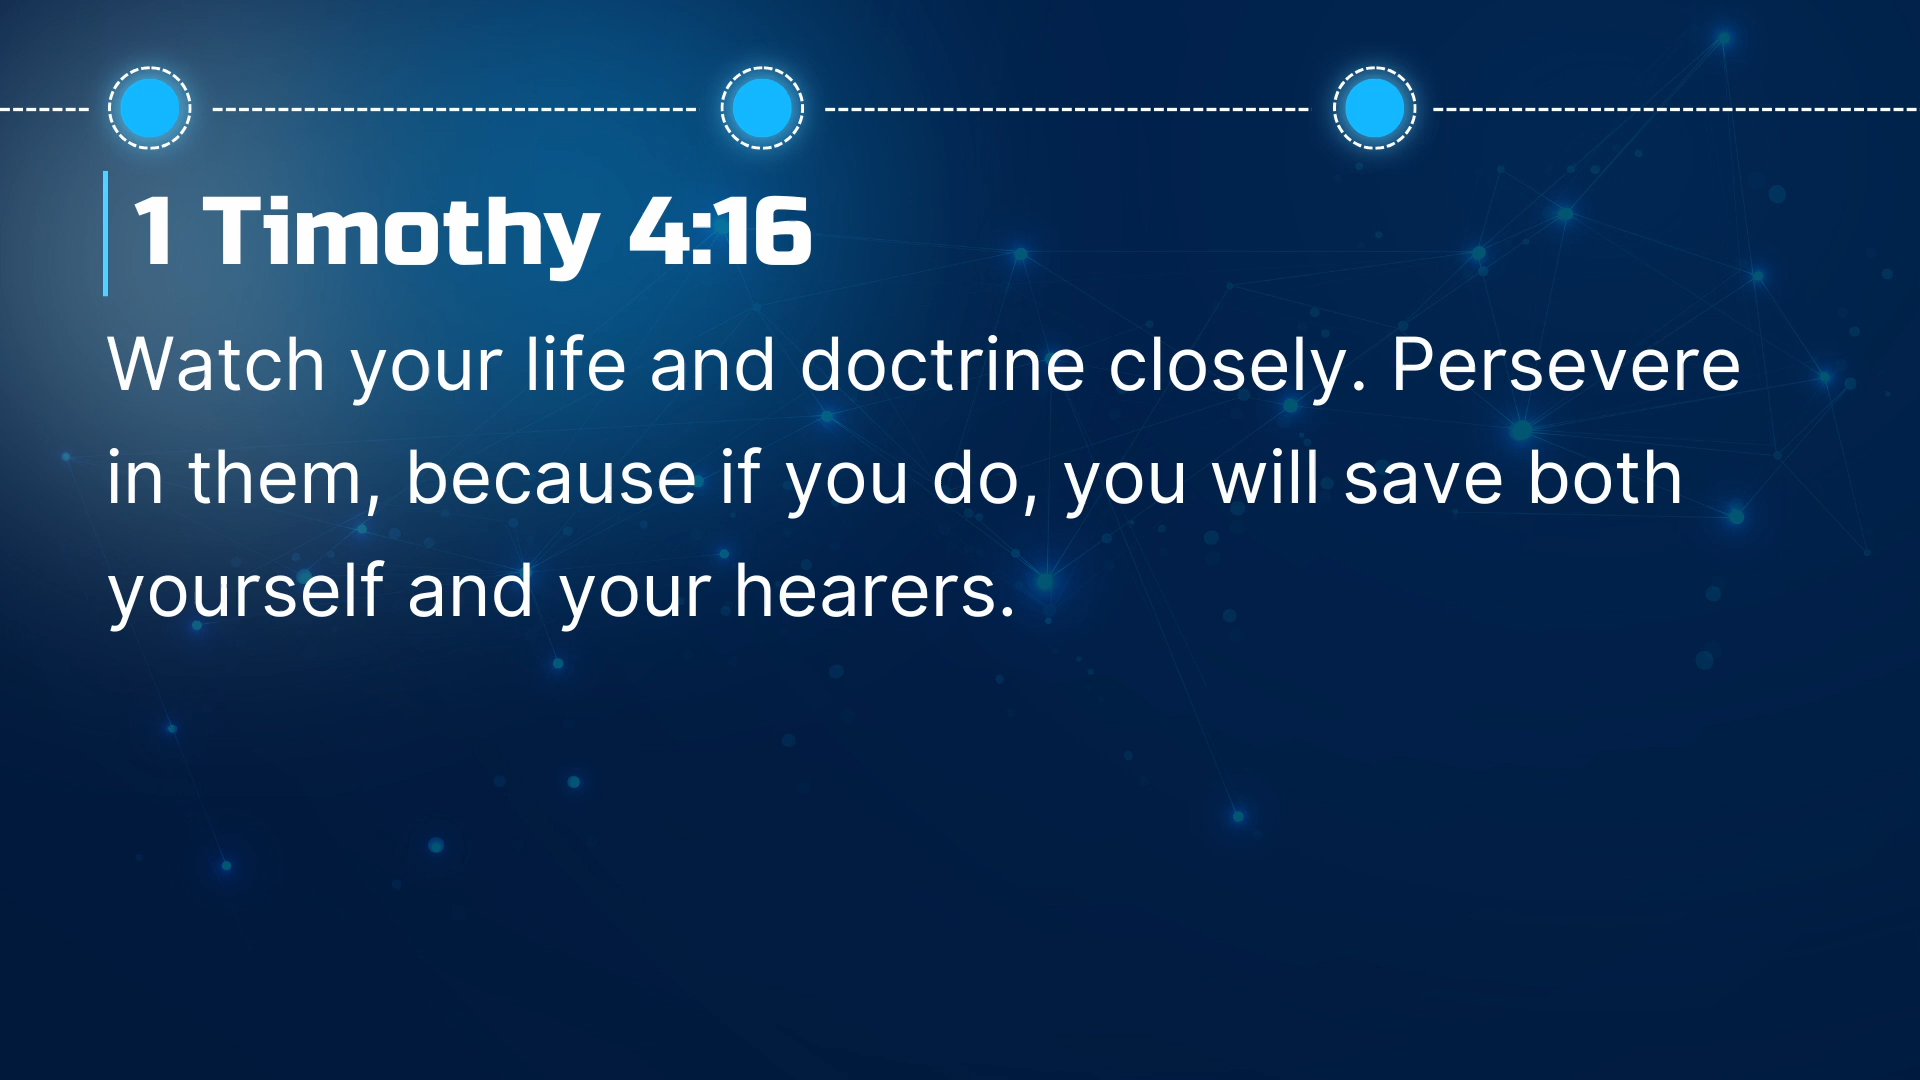 1 Timothy 4:16
Watch your life and doctrine closely. Persevere
in them, because if you do, you will save both
yourself and your hearers.